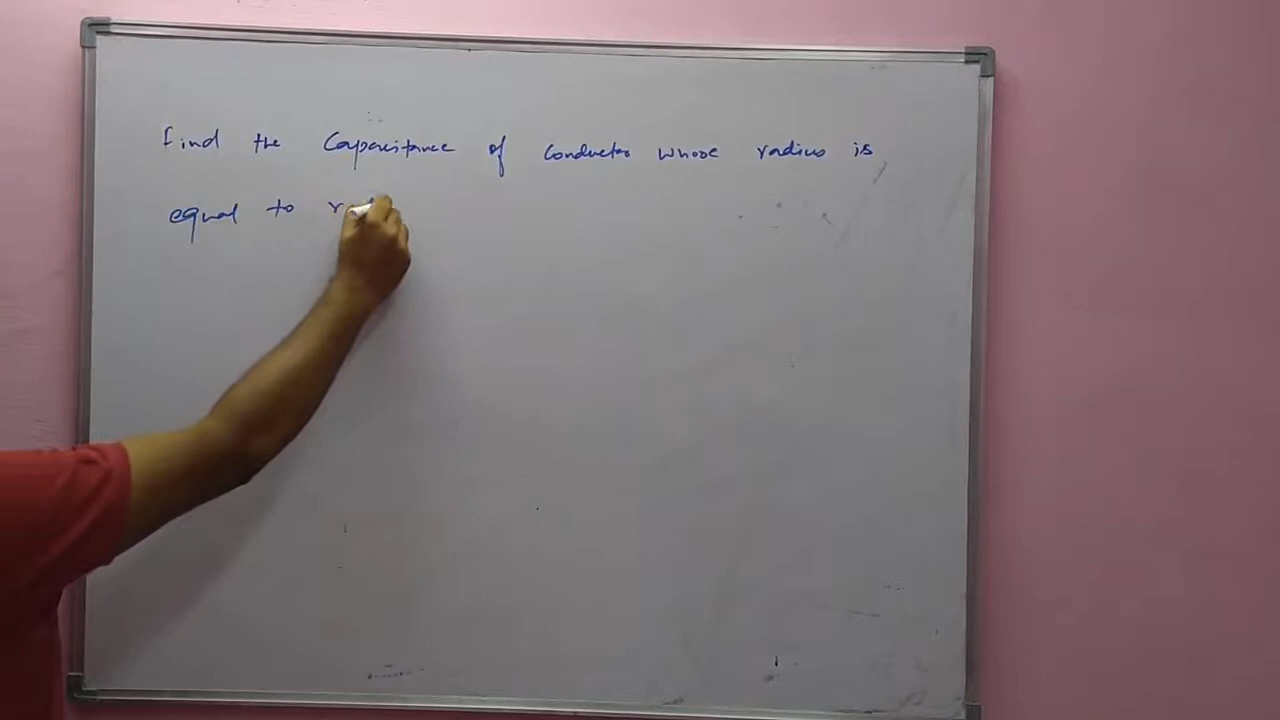 Find the Capacitance of Conductor whose radius is
equal to